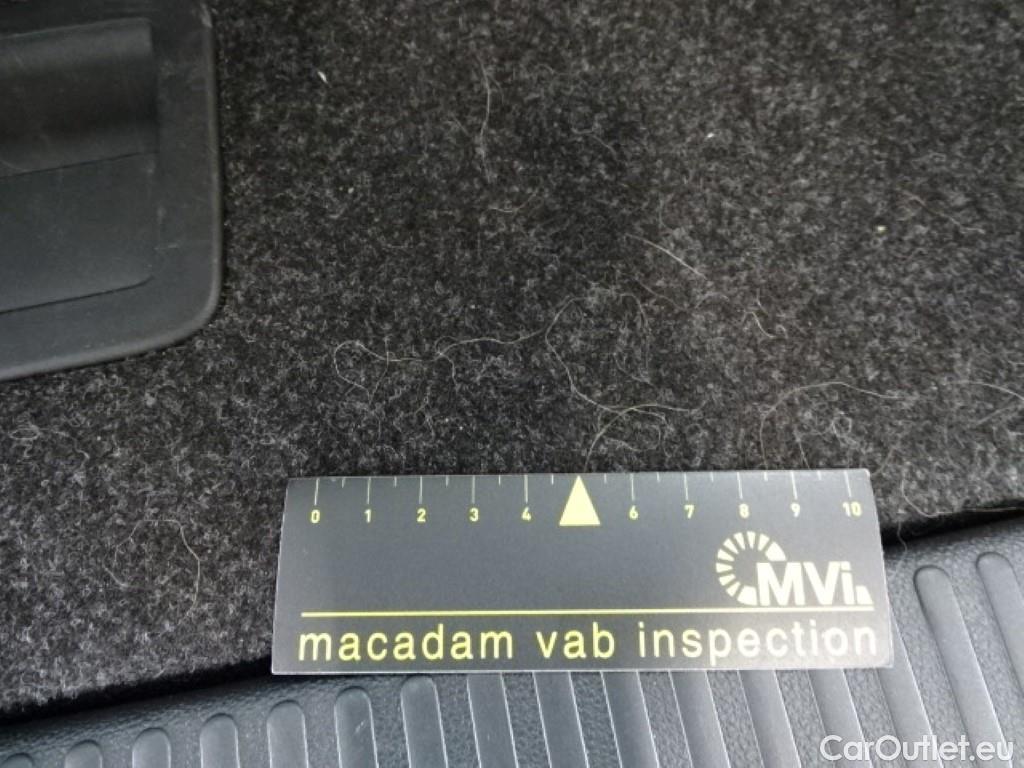 0 1 2 3 4 6 7 8 9 10
MVi
macadam vab inspection
CarOutlet.eu